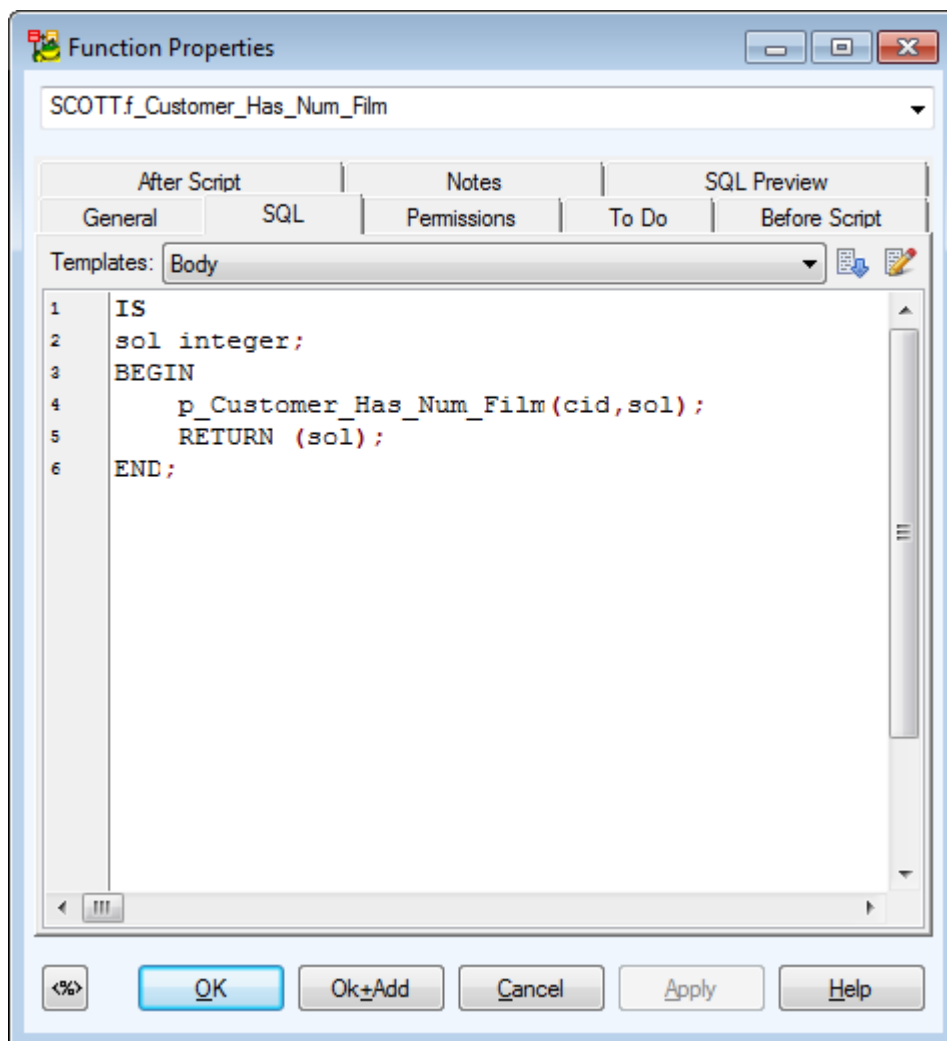 Function Properties
SCOTT.f_Customer_Has_Num_Film
After Script Notes SQL Preview
General SQL Permissions To Do Before Script
Templates: Body
1 IS
2 sol integer;
3 BEGIN
4 p_Customer_Has_Num_Film(cid,sol);
5 RETURN (sol);
6 END;
<%> OK Ok+Add Cancel Apply Help